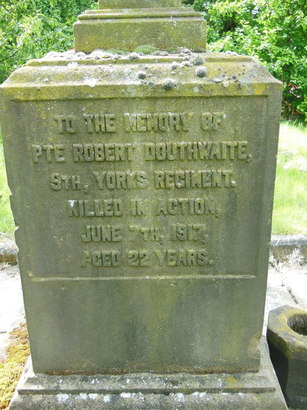 TO THE MEMORY OF
PTE ROBERT DOUTHWAITE,
9TH, YORKS REGIMENT.
KILLED IN ACTION,
JUNE 7TH, 1917,
AGED 22 YEARS.